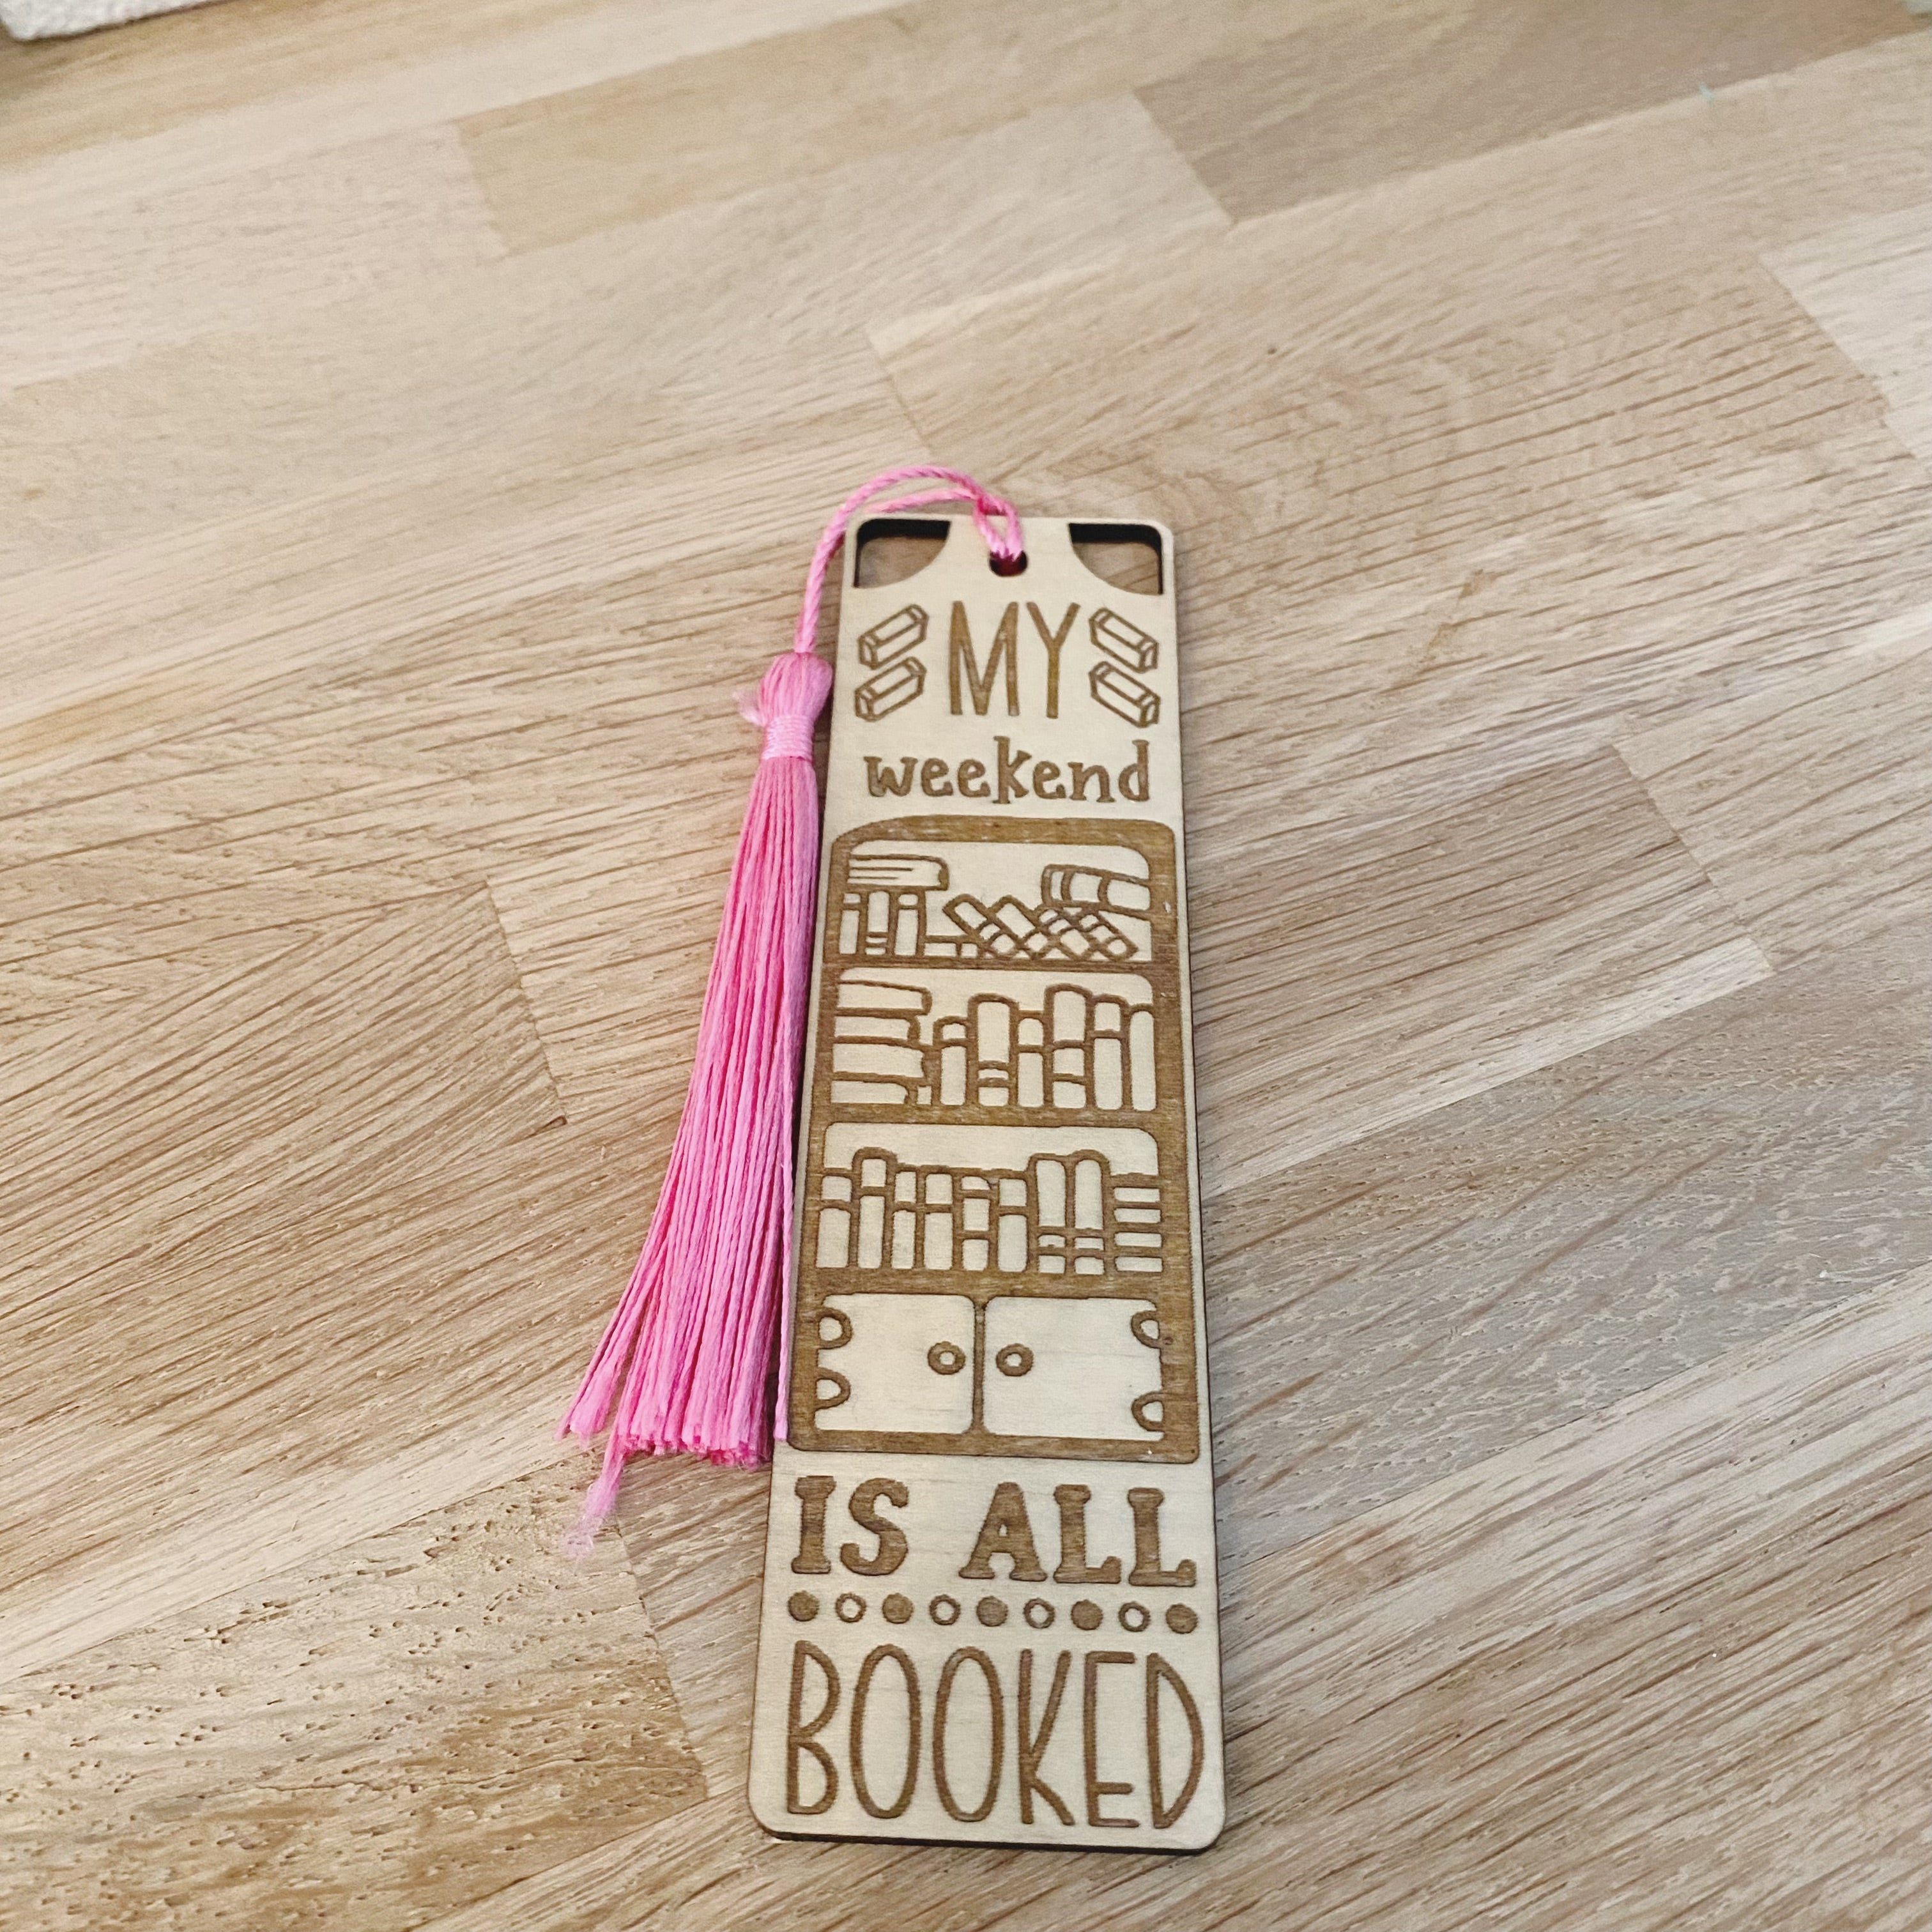 MY
weekend
IS ALL
BOOKED